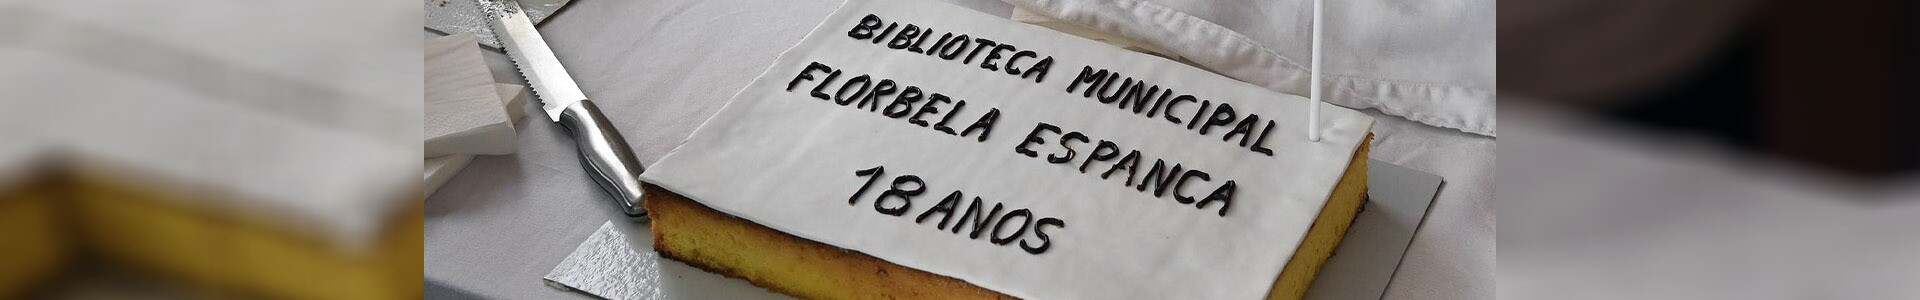 BIBLIOTECA MUNICIPAL
FLORBELA ESPANCA
18 ANOS